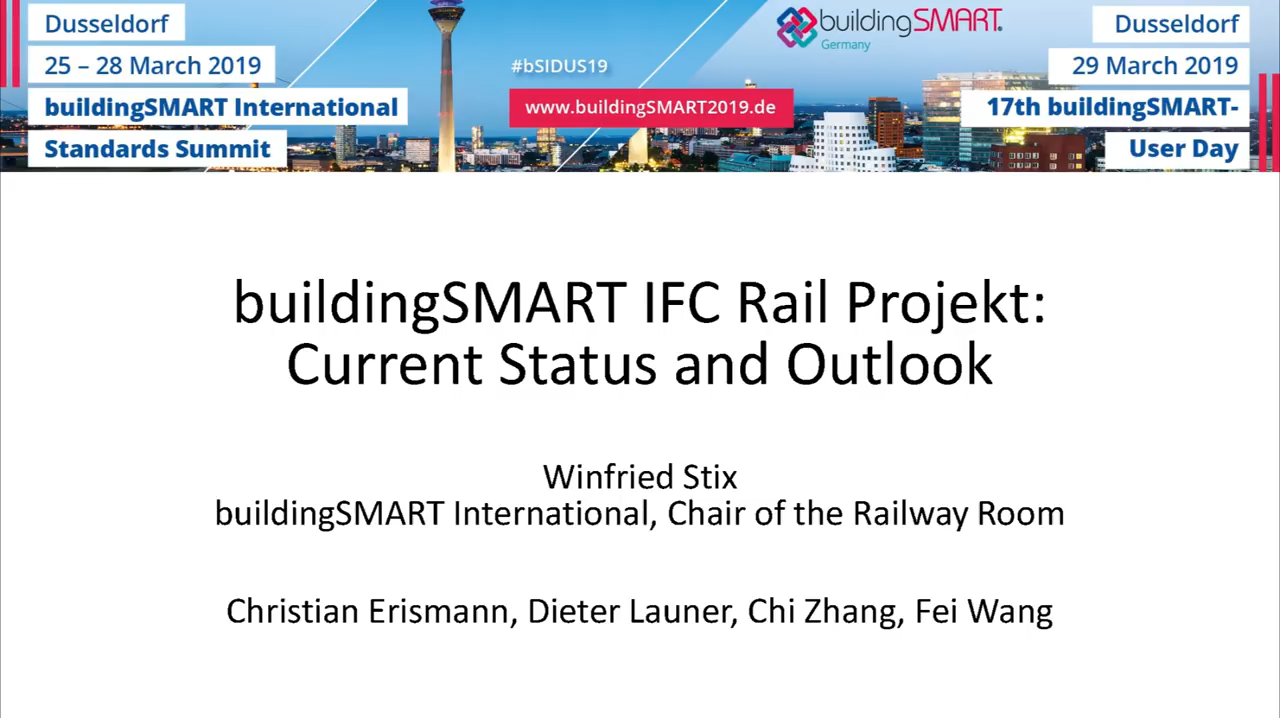 Dusseldorf
25 – 28 March 2019
buildingSMART International
Standards Summit
#bSIDUS19
www.buildingSMART2019.de
buildingSMART®
Germany
Dusseldorf
29 March 2019
17th buildingSMART-
User Day
buildingSMART IFC Rail Projekt:
Current Status and Outlook
Winfried Stix
buildingSMART International, Chair of the Railway Room
Christian Erismann, Dieter Launer, Chi Zhang, Fei Wang